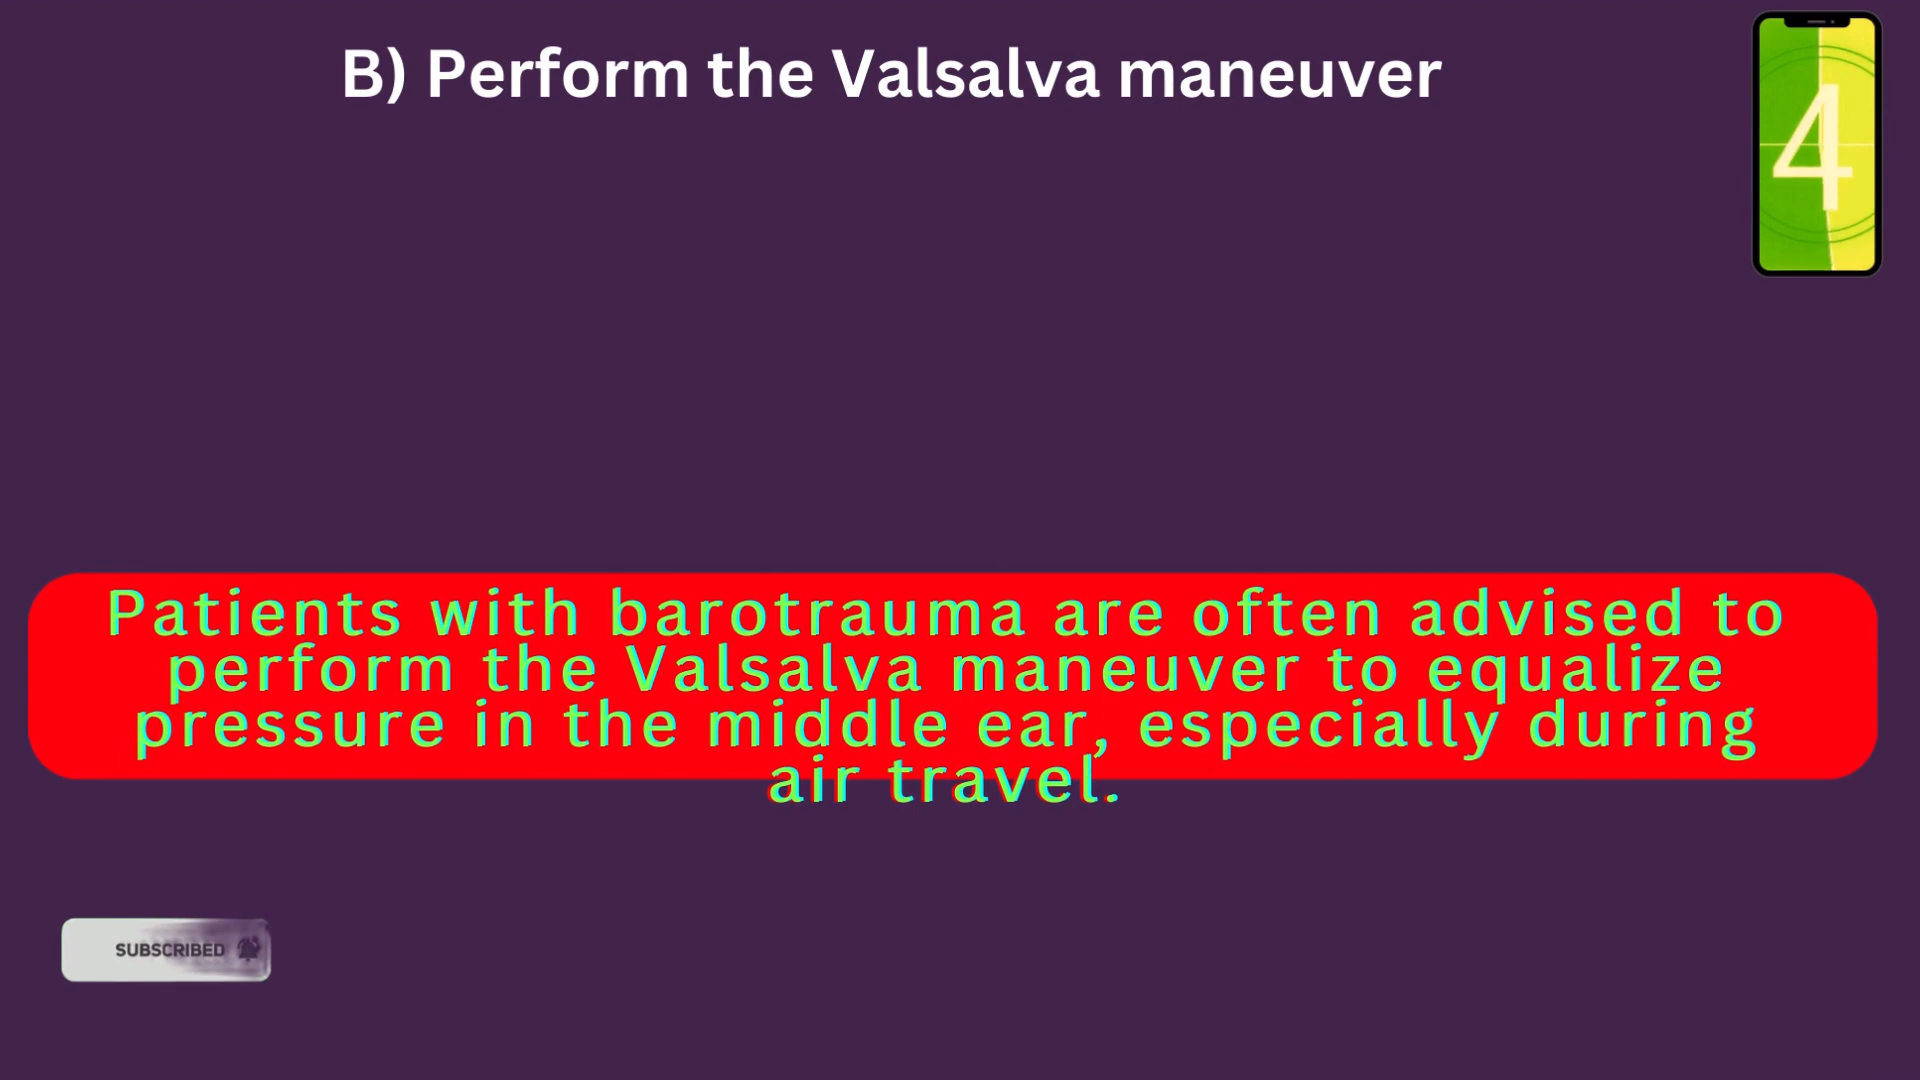 B) Perform the Valsalva maneuver
4
Patients with barotrauma are often advised to
perform the Valsalva maneuver to equalize
pressure in the middle ear, especially during
air travel.
SUBSCRIBED